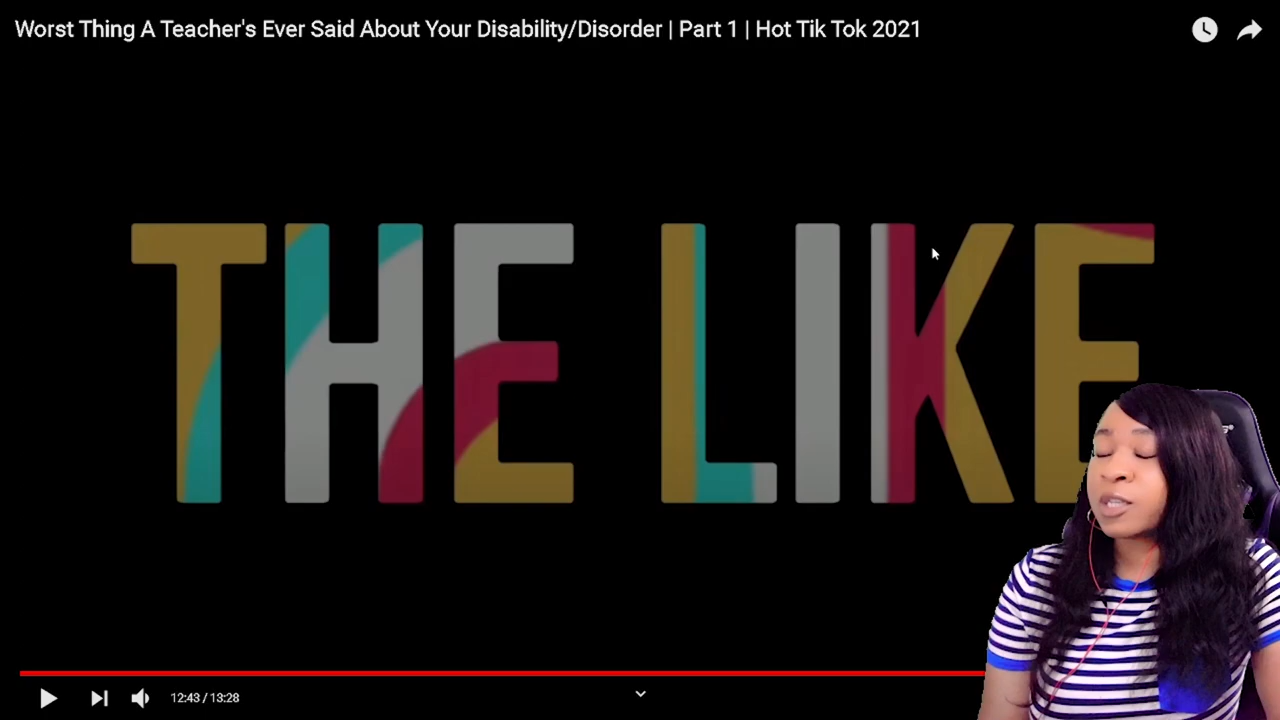 Worst Thing A Teacher's Ever Said About Your Disability/Disorder | Part 1 | Hot Tik Tok 2021
THE LIKE
12:43 / 13:28